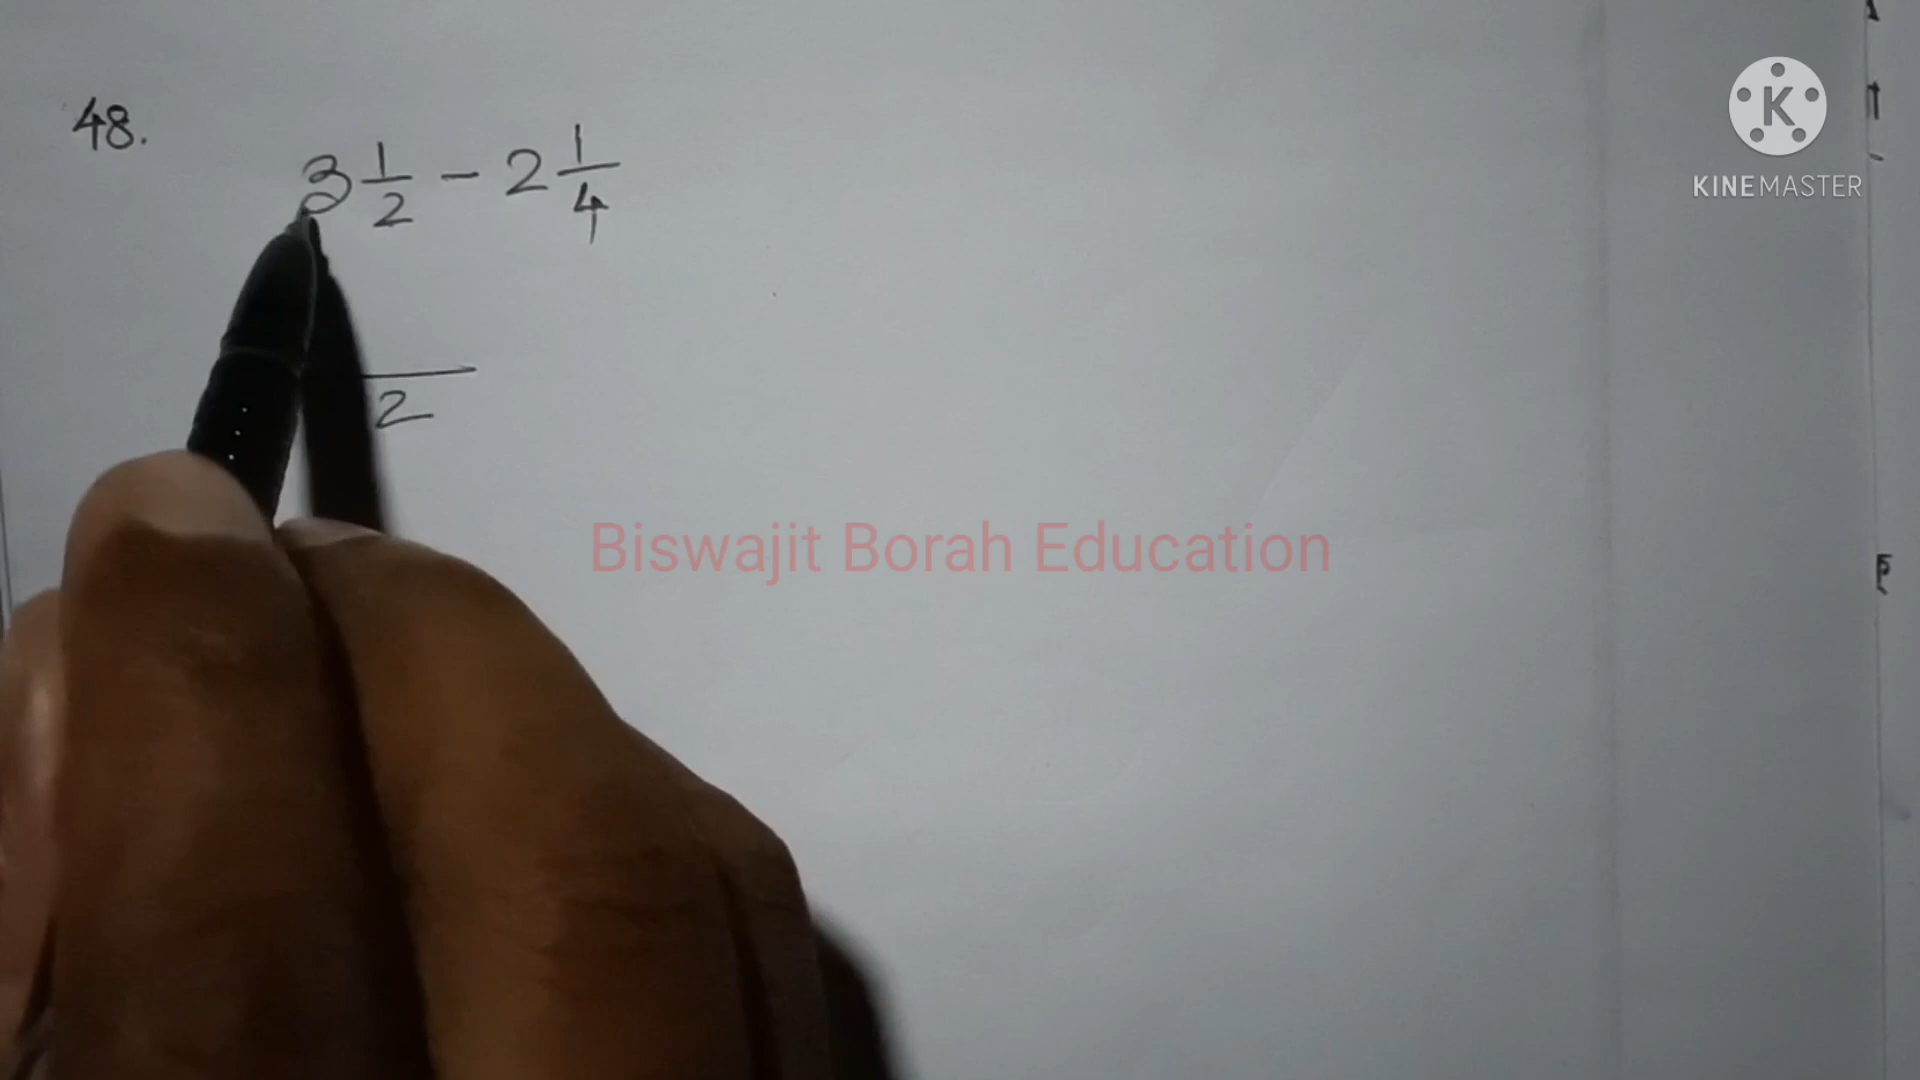 48.
3 1/2 - 2 1/4
2
KINEMASTER
Biswajit Borah Education